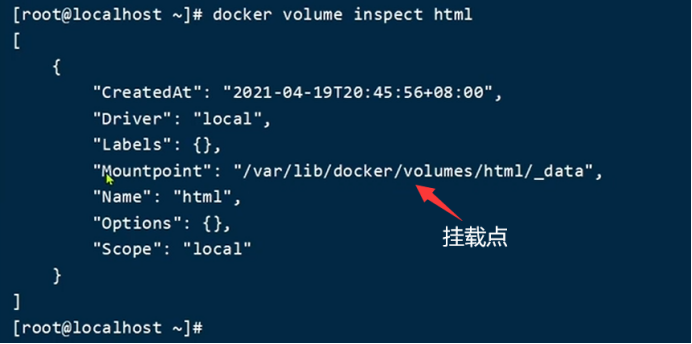 [root@localhost ~]# docker volume inspect html
[
{
"CreatedAt": "2021-04-19T20:45:56+08:00",
"Driver": "local",
"Labels": {},
"Mountpoint": "/var/lib/docker/volumes/html/_data",
"Name": "html",
"Options": {},
"Scope": "local"
挂载点
}
]
[root@localhost ~]#